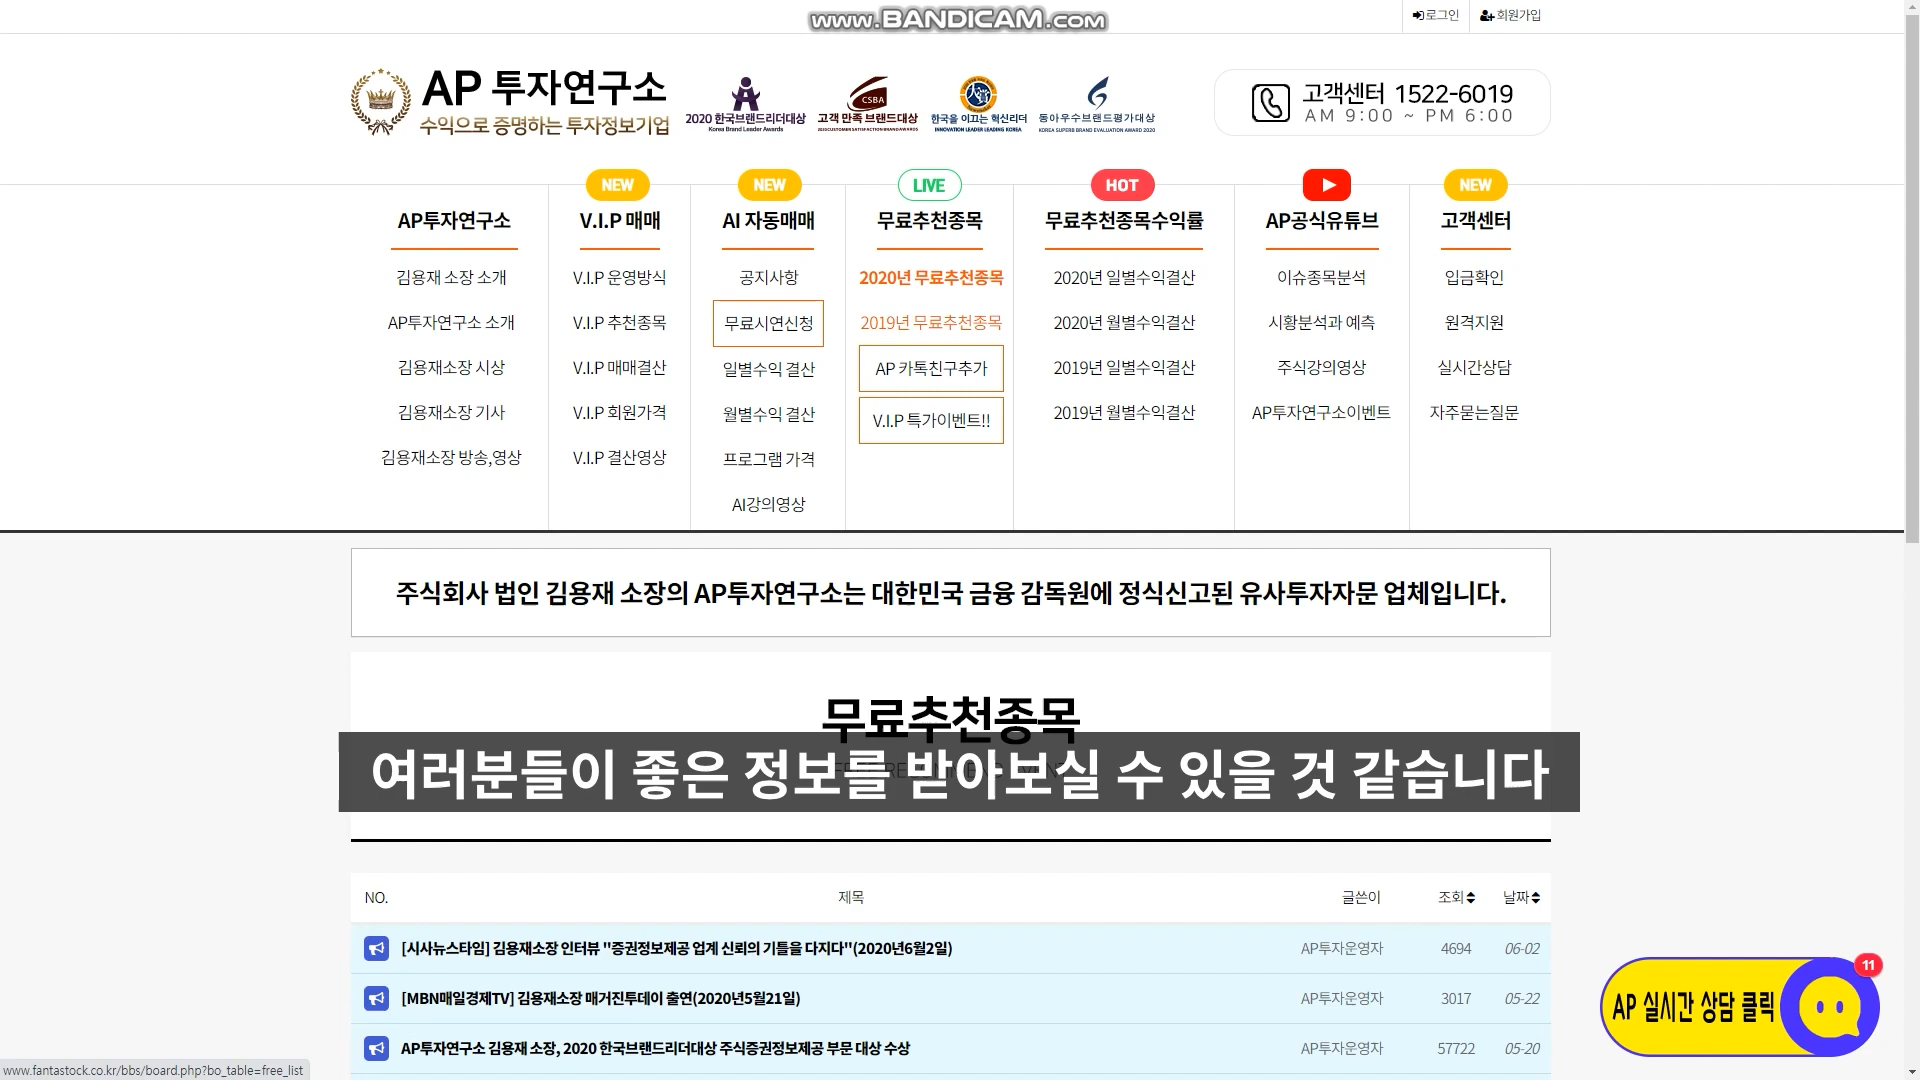 www.BANDICAM.com
로그인
회원가입
AP 투자연구소
수익으로 증명하는 투자정보기업
2020 한국브랜드리더대상
Korea Brand Leader Awards
CSBA
고객 만족 브랜드대상
2020 CUSTOMER SATISFACTION BRAND AWARDS
한국을 이끄는 혁신리더
INNOVATION LEADER LEADING KOREA
동아우수브랜드평가대상
KOREA SUPERB BRAND EVALUATION AWARD 2020
고객센터 1522-6019
AM 9:00 ~ PM 6:00
NEW
NEW
LIVE
HOT
NEW
AP투자연구소
김용재 소장 소개
AP투자연구소 소개
김용재소장 시상
김용재소장 기사
김용재소장 방송,영상
V.I.P 매매
V.I.P 운영방식
V.I.P 추천종목
V.I.P 매매결산
V.I.P 회원가격
V.I.P 결산영상
AI 자동매매
공지사항
무료시연신청
일별수익 결산
월별수익 결산
프로그램 가격
AI강의영상
무료추천종목
2020년 무료추천종목
2019년 무료추천종목
AP 카톡친구추가
V.I.P 특가이벤트!!
무료추천종목수익률
2020년 일별수익결산
2020년 월별수익결산
2019년 일별수익결산
2019년 월별수익결산
AP공식유튜브
이슈종목분석
시황분석과 예측
주식강의영상
AP투자연구소이벤트
고객센터
입금확인
원격지원
실시간상담
자주묻는질문
주식회사 법인 김용재 소장의 AP투자연구소는 대한민국 금융 감독원에 정식신고된 유사투자자문 업체입니다.
무료추천종목
여러분들이 좋은 정보를 받아보실 수 있을 것 같습니다
NO. 제목 글쓴이 조회 날짜
[시사뉴스타임] 김용재소장 인터뷰 "증권정보제공 업계 신뢰의 기틀을 다지다"(2020년6월2일) AP투자운영자 4694 06-02
[MBN매일경제TV] 김용재소장 매거진투데이 출연(2020년5월21일) AP투자운영자 3017 05-22
AP투자연구소 김용재 소장, 2020 한국브랜드리더대상 주식증권정보제공 부문 대상 수상 AP투자운영자 57722 05-20
11
AP 실시간 상담 클릭
www.fantastock.co.kr/bbs/board.php?bo_table=free_list